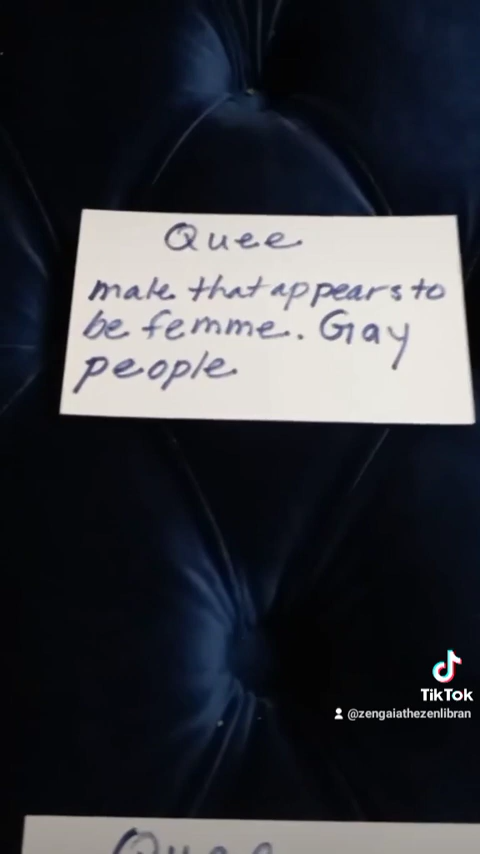 Quee
male that appears to
be femme. Gay
people
TikTok
@zengaiathezenlibran